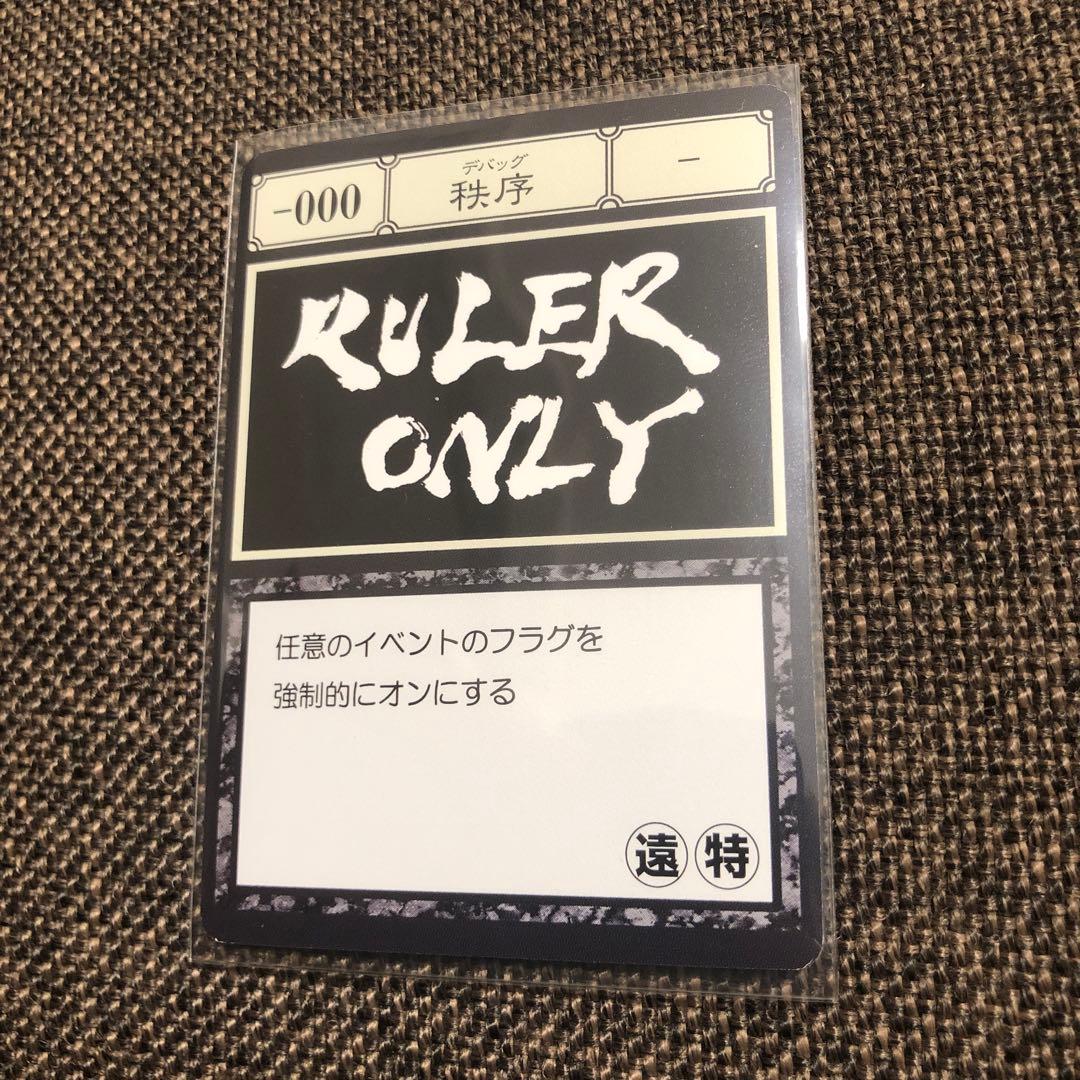 -000
デバッグ
秩序
－
RULER
ONLY
任意のイベントのフラグを
強制的にオンにする
遠 特